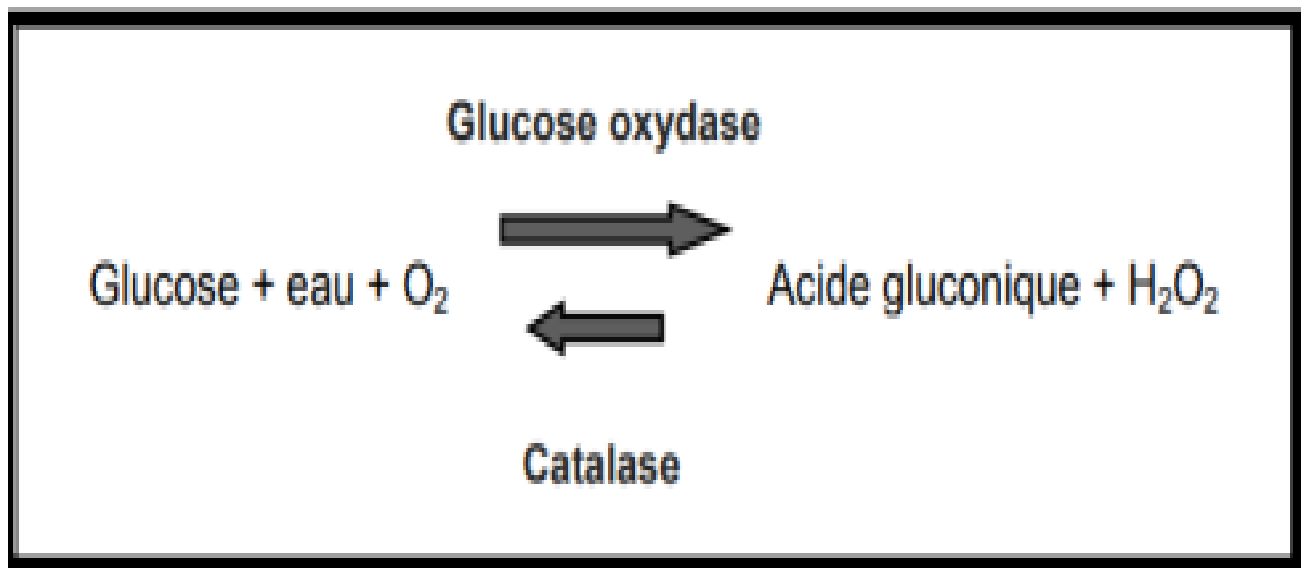 Glucose oxydase
Glucose + eau + O₂ Acide gluconique + H₂O₂
Catalase